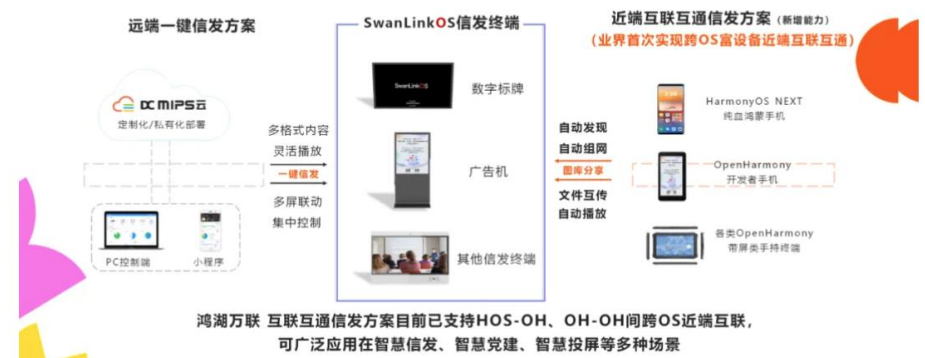 远端一键信发方案
SwanLinkOS信发终端
近端互联互通信发方案（新增能力）
（业界首次实现跨OS富设备近端互联互通）
DC MIPS云
定制化/私有化部署
PC控制端
小程序
多格式内容
灵活播放
一键信发
多屏联动
集中控制
SwanLinkOS
数字标牌
广告机
其他信发终端
自动发现
自动组网
图库分享
文件互传
自动播放
HarmonyOS NEXT
纯血鸿蒙手机
OpenHarmony
开发者手机
各类OpenHarmony
带屏类手持终端
鸿湖万联 互联互通信发方案目前已支持HOS-OH、OH-OH间跨OS近端互联，
可广泛应用在智慧信发、智慧党建、智慧投屏等多种场景